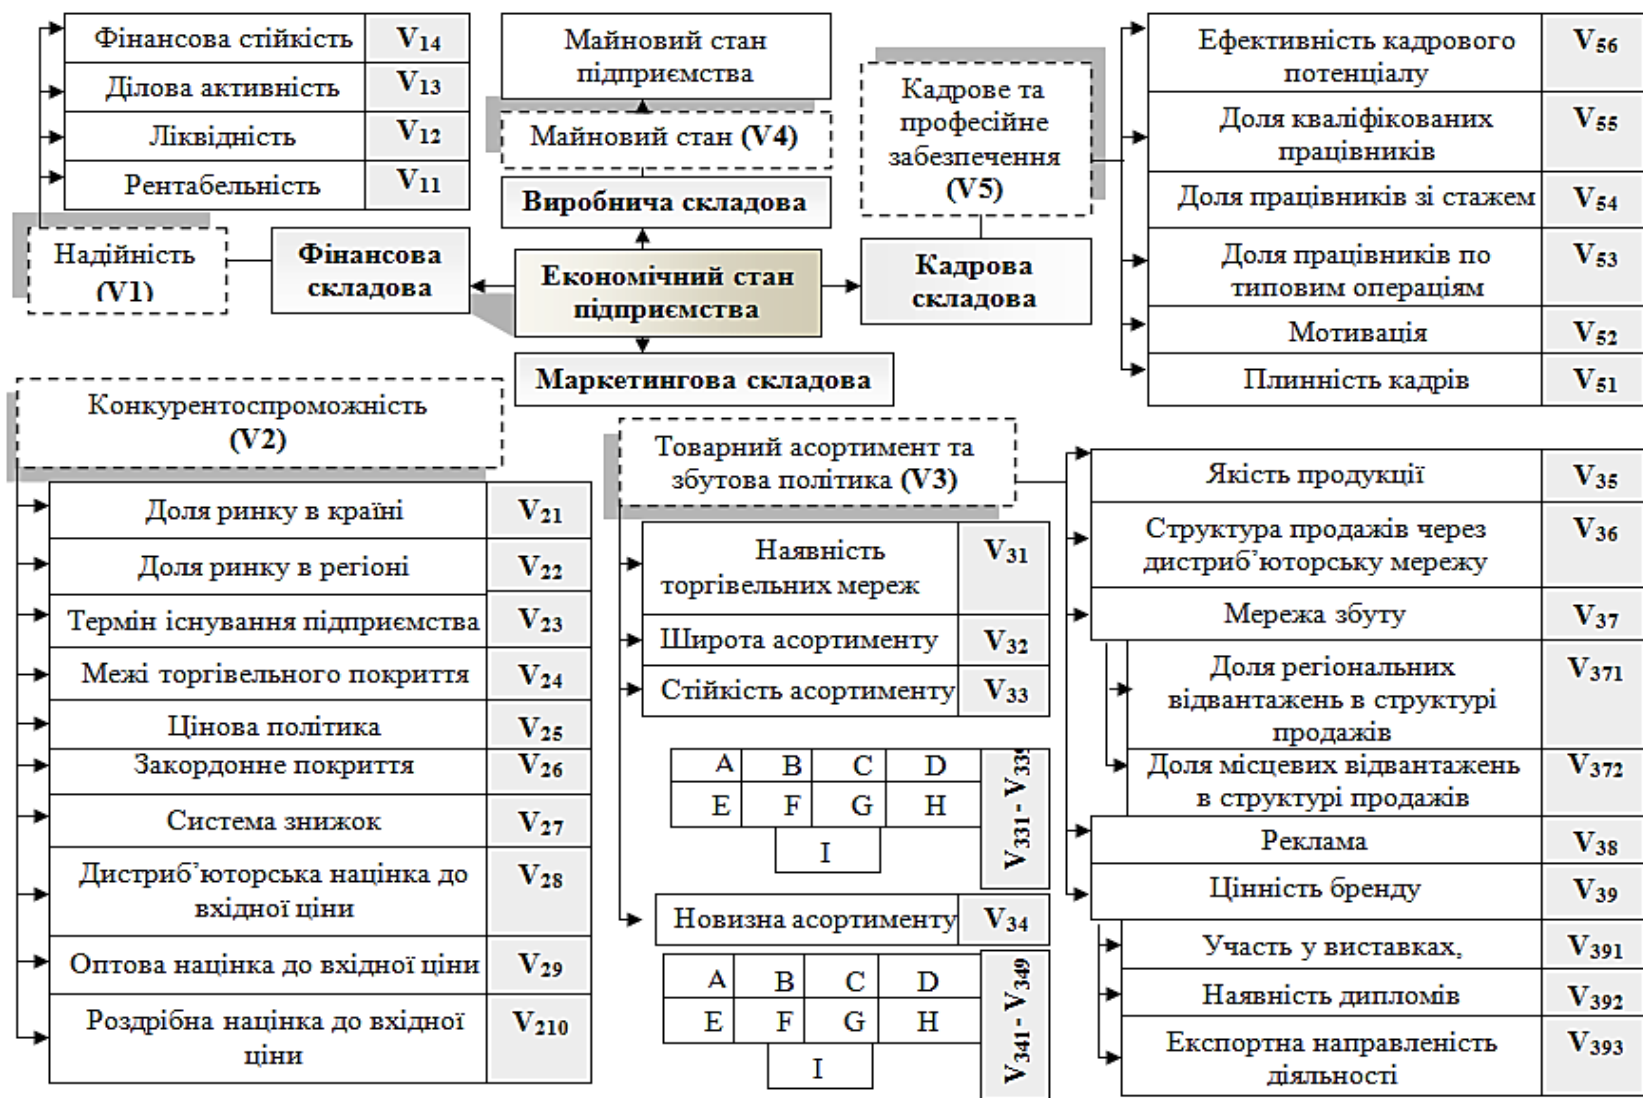 Фінансова стійкість V14
Ділова активність V13
Ліквідність V12
Рентабельність V11
Надійність
(V1)
Фінансова
складова
Майновий стан
підприємства
Майновий стан (V4)
Виробнича складова
Економічний стан
підприємства
Маркетингова складова
Кадрове та
професійне
забезпечення
(V5)
Кадрова
складова
Ефективність кадрового V56
потенціалу
Доля кваліфікованих V55
працівників
Доля працівників зі стажем V54
Доля працівників по V53
типовим операціям
Мотивація V52
Плинність кадрів V51
Конкурентоспроможність
(V2)
Доля ринку в країні V21
Доля ринку в регіоні V22
Термін існування підприємства V23
Межі торгівельного покриття V24
Цінова політика V25
Закордонне покриття V26
Система знижок V27
Дистриб’юторська націнка до V28
вхідної ціни
Оптова націнка до вхідної ціни V29
Роздрібна націнка до вхідної V210
ціни
Товарний асортимент та
збутова політика (V3)
Наявність V31
торгівельних мереж
Широта асортименту V32
Стійкість асортименту V33
A B C D
E F G H
I
V331 - V339
Новизна асортименту V34
A B C D
E F G H
I
V341 - V349
Якість продукції V35
Структура продажів через V36
дистриб’юторську мережу
Мережа збуту V37
Доля регіональних V371
відвантажень в структурі
продажів
Доля місцевих відвантажень V372
в структурі продажів
Реклама V38
Цінність бренду V39
Участь у виставках, V391
Наявність дипломів V392
Експортна направленість V393
діяльності